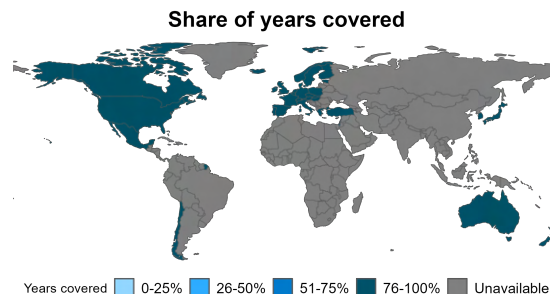 Share of years covered
Years covered 0-25% 26-50% 51-75% 76-100% Unavailable